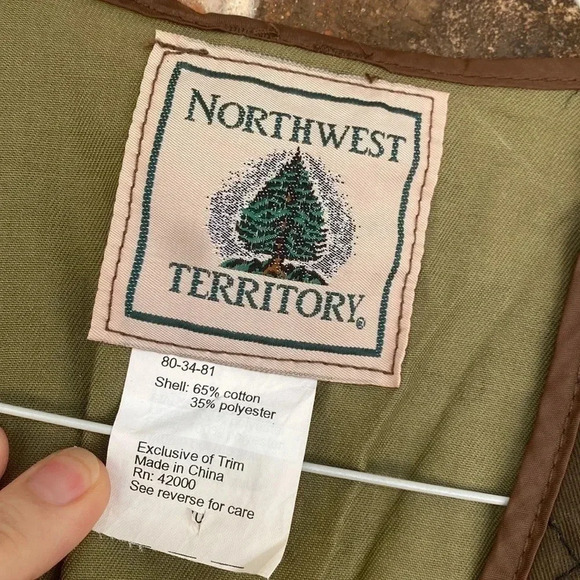 NORTHWEST
TERRITORY®
80-34-81
Shell: 65% cotton
35% polyester
Exclusive of Trim
Made in China
Rn: 42000
See reverse for care